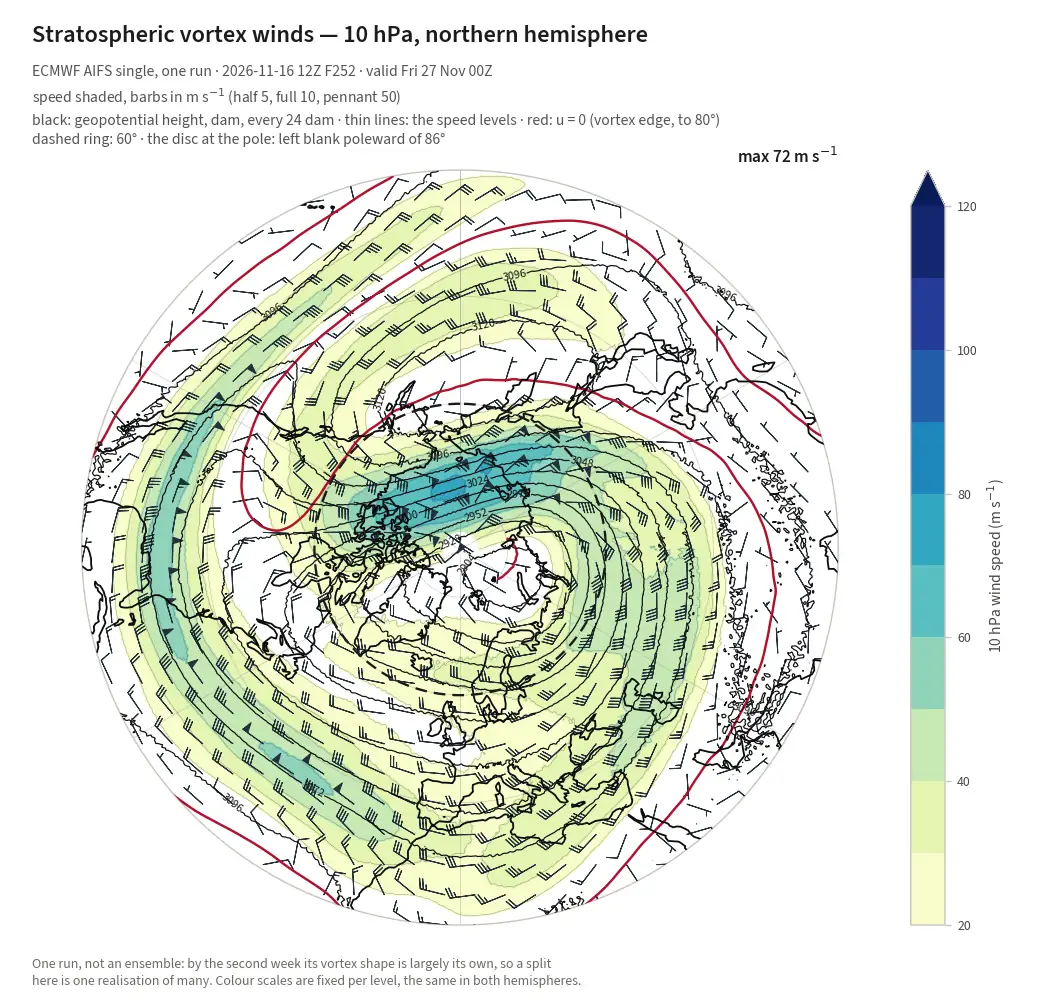 Stratospheric vortex winds — 10 hPa, northern hemisphere
ECMWF AIFS single, one run · 2026-11-16 12Z F252 · valid Fri 27 Nov 00Z
speed shaded, barbs in m s⁻¹ (half 5, full 10, pennant 50)
black: geopotential height, dam, every 24 dam · thin lines: the speed levels · red: u = 0 (vortex edge, to 80°)
dashed ring: 60° · the disc at the pole: left blank poleward of 86°
max 72 m s⁻¹
120
100
80
60
40
20
10 hPa wind speed (m s⁻¹)
3096
3096
3096
3120
3096
3048
3024
2952
3096
One run, not an ensemble: by the second week its vortex shape is largely its own, so a split
here is one realisation of many. Colour scales are fixed per level, the same in both hemispheres.